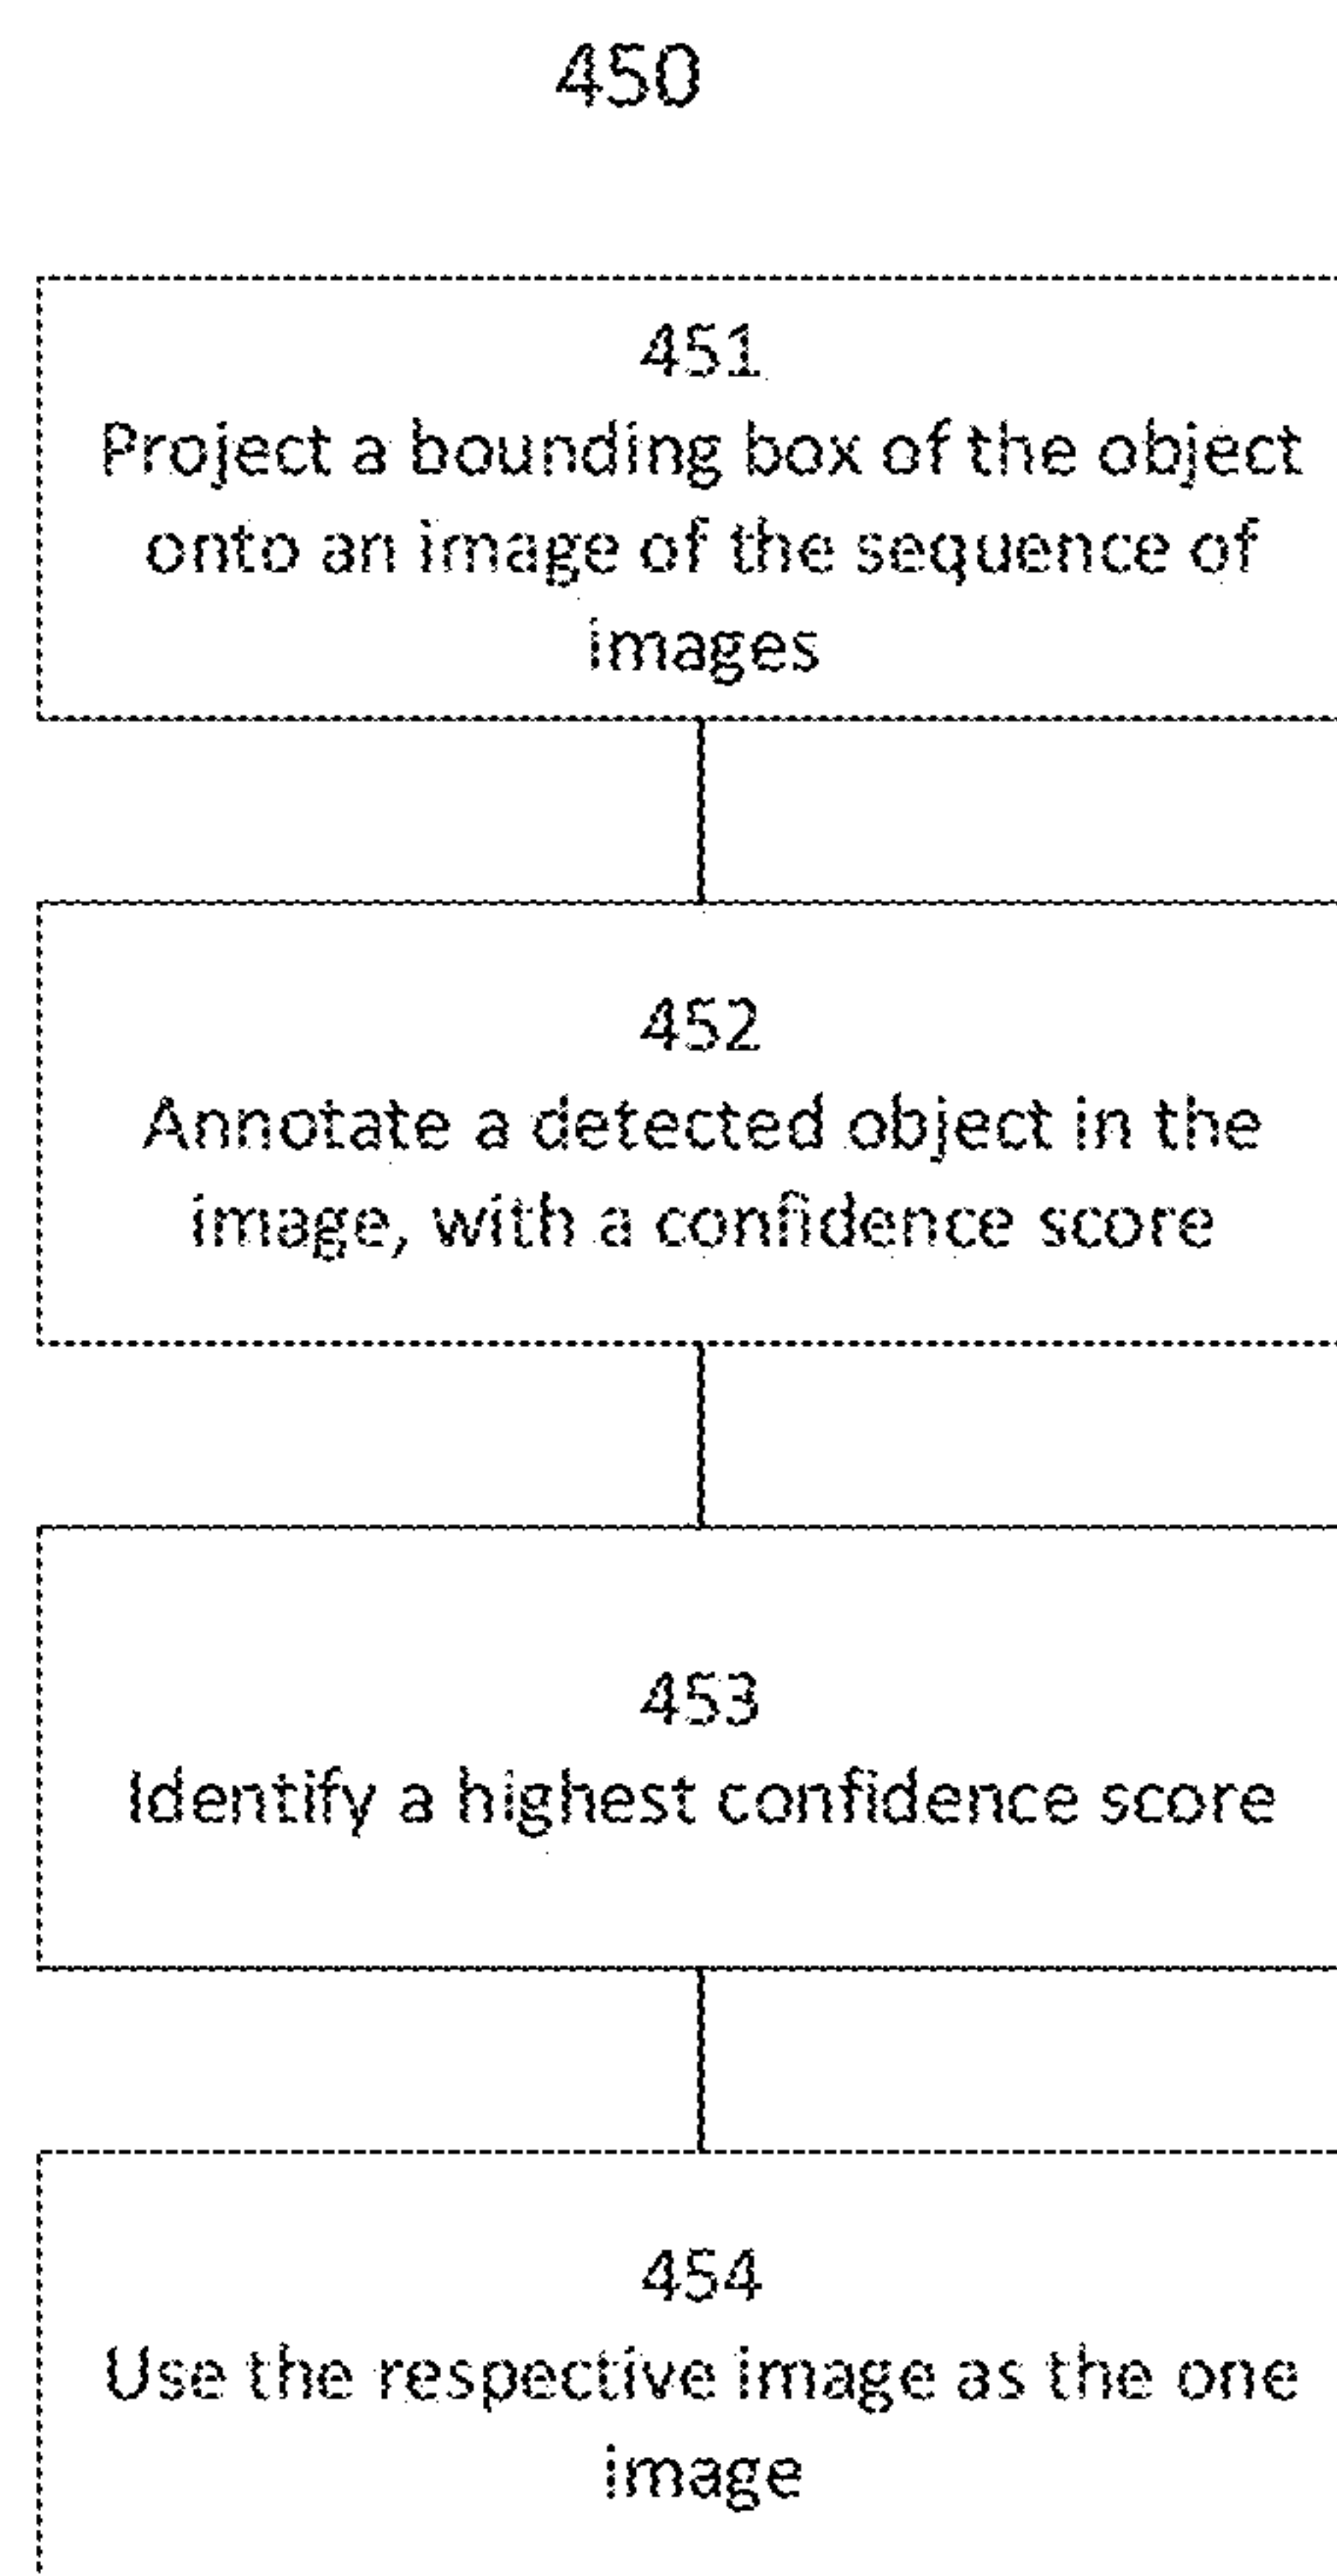 450
451
Project a bounding box of the object
onto an image of the sequence of
images
452
Annotate a detected object in the
image, with a confidence score
453
Identify a highest confidence score
454
Use the respective image as the one
image